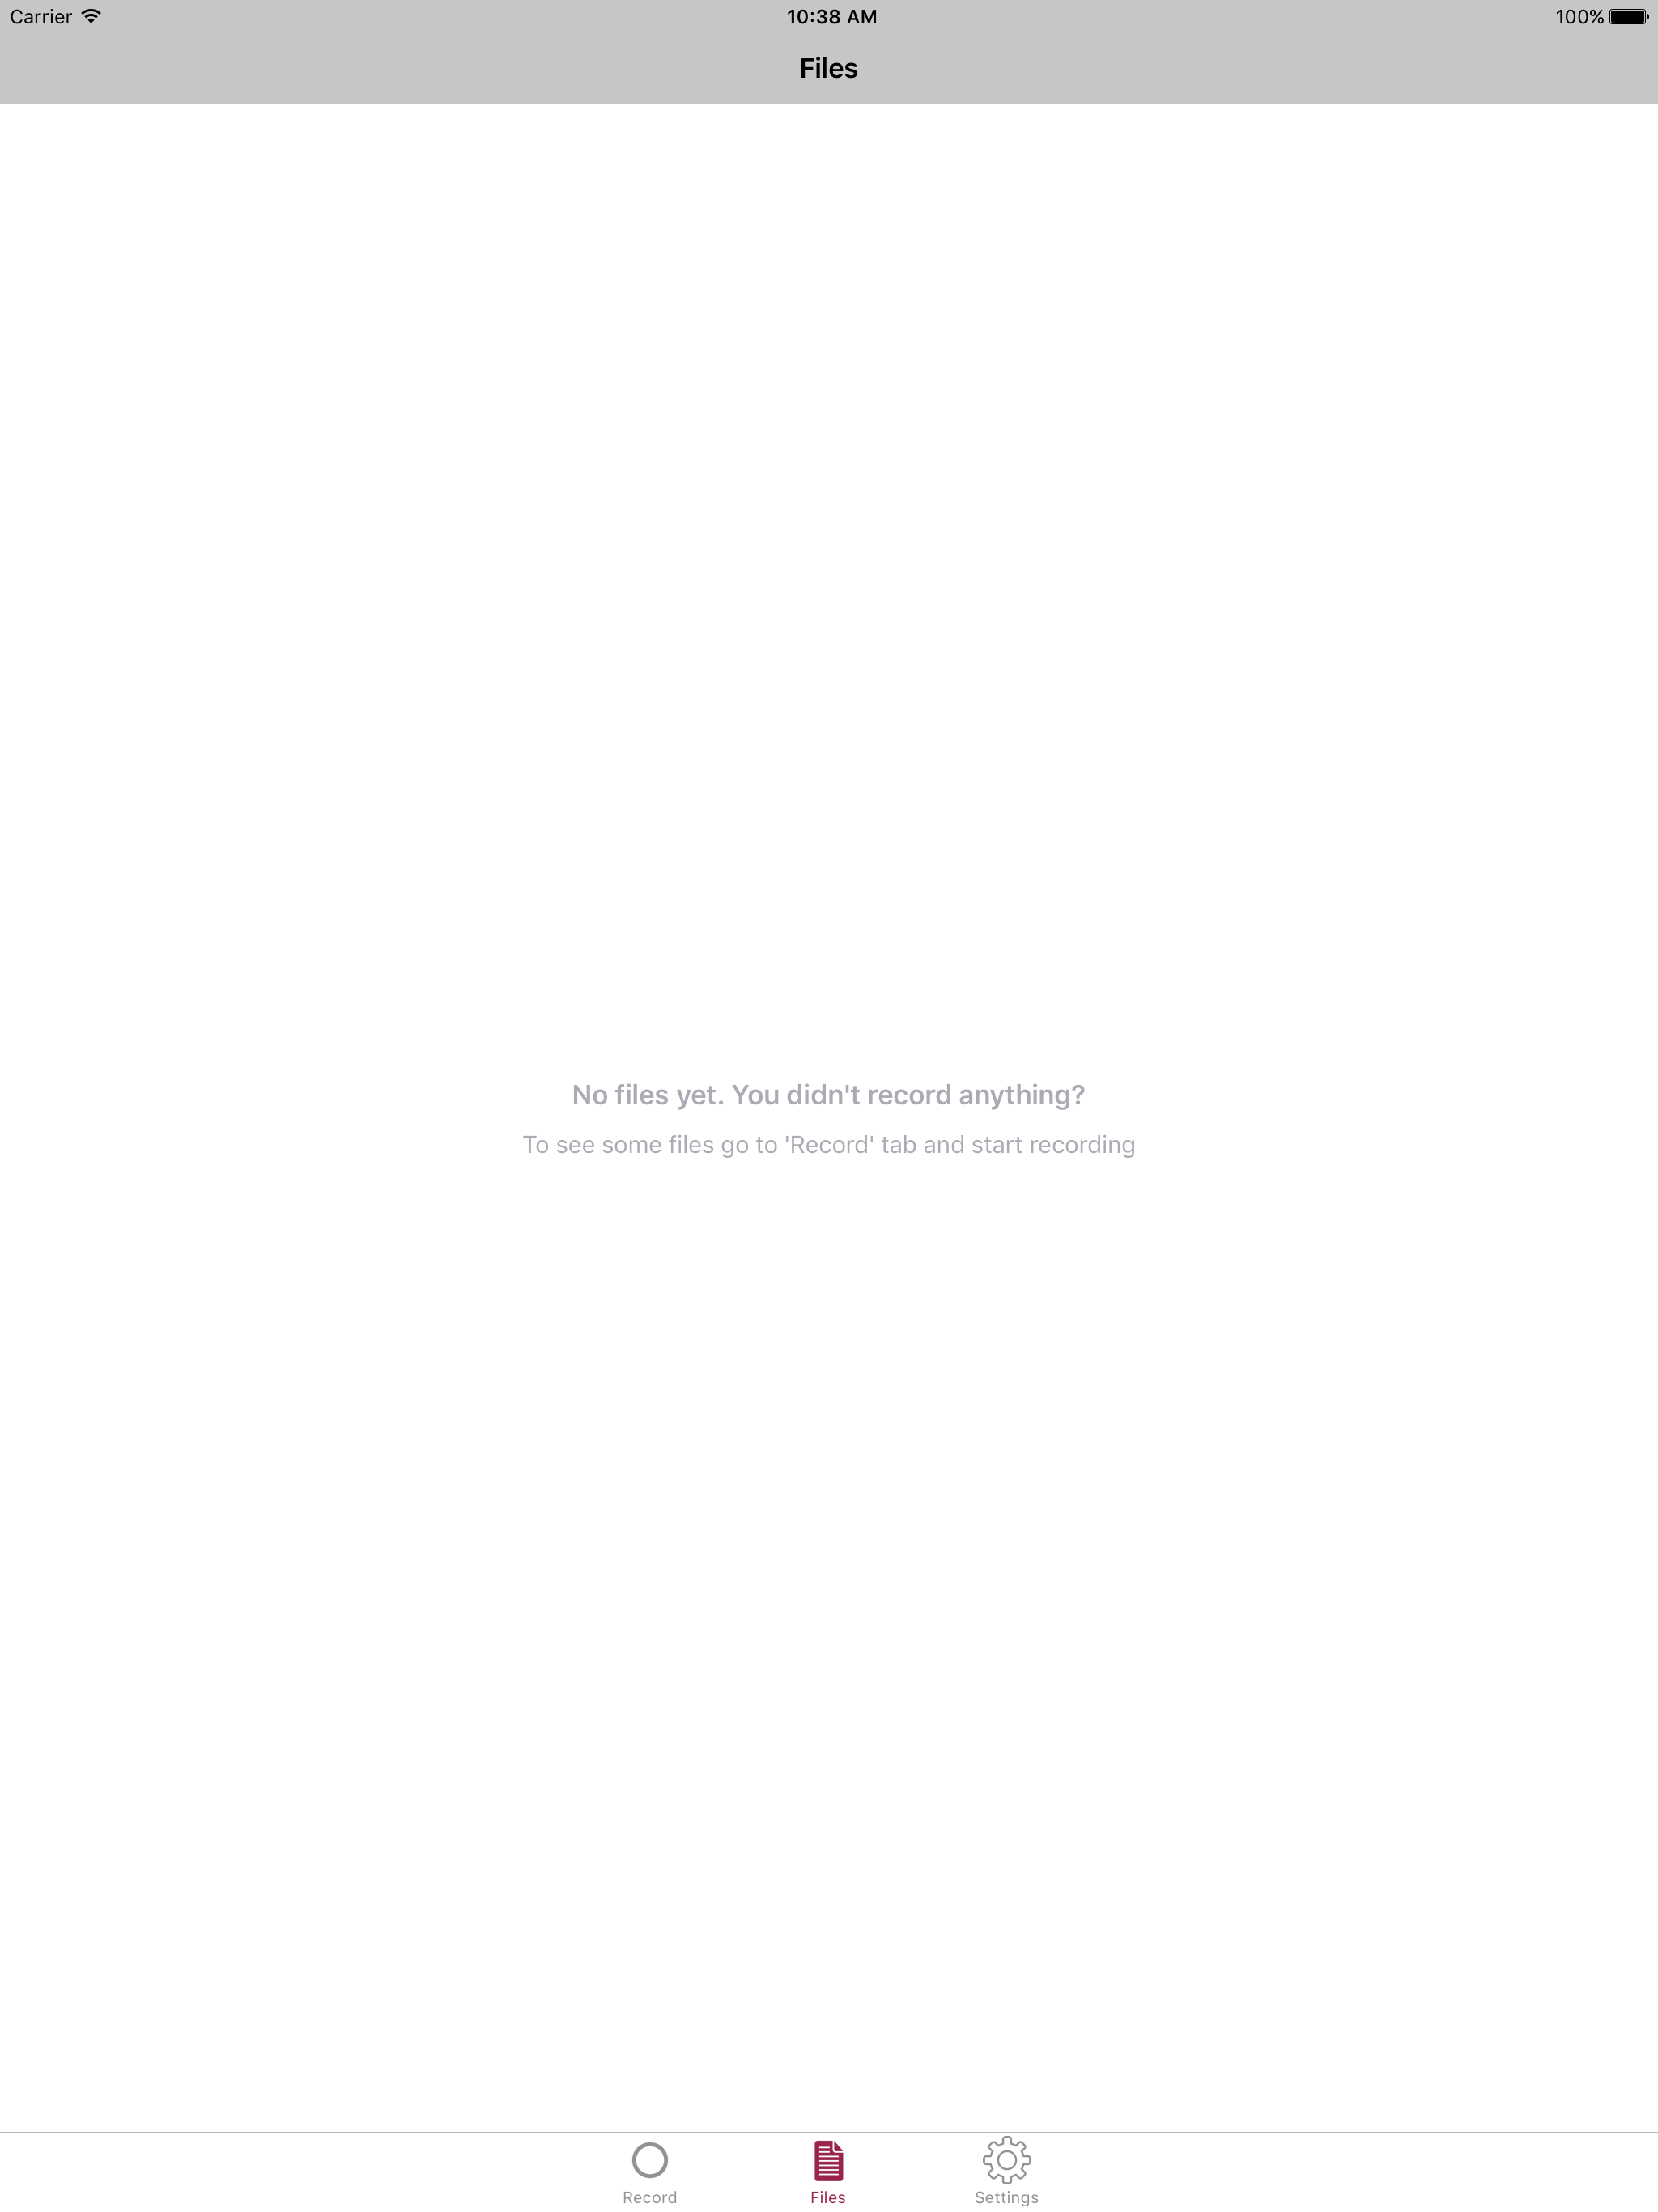 Carrier 10:38 AM 100%
Files
No files yet. You didn't record anything?
To see some files go to 'Record' tab and start recording
Record Files Settings